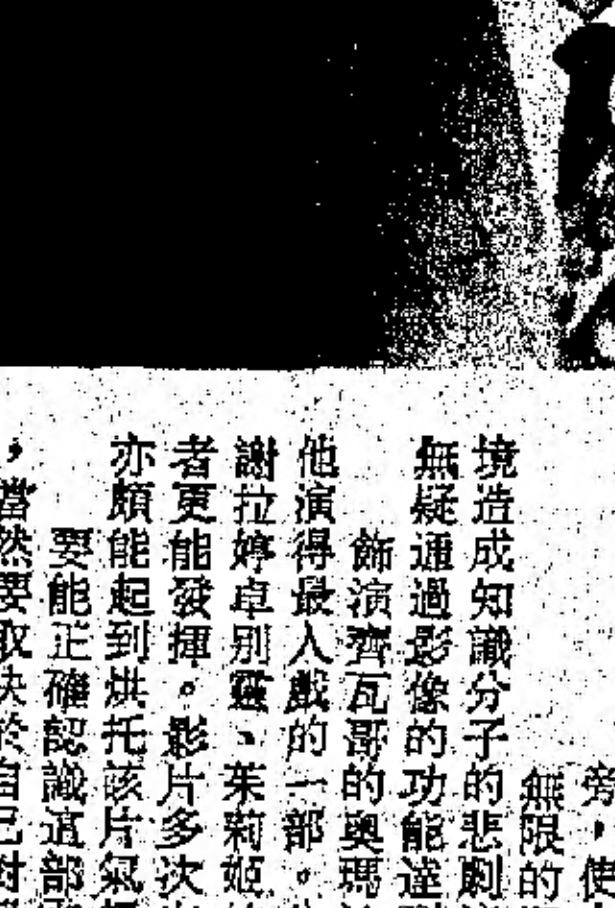 旁，使
無限的
境造成知識分子的悲劇
無疑通過影像的功能達
飾演齊瓦哥的奧瑪
他演得最入戲的一部。
謝拉婷卓别靈、茱莉姬
者更能發揮。影片多次
亦頗能起到烘托該片氣
要能正確認識這部
，當然要取決於自己對